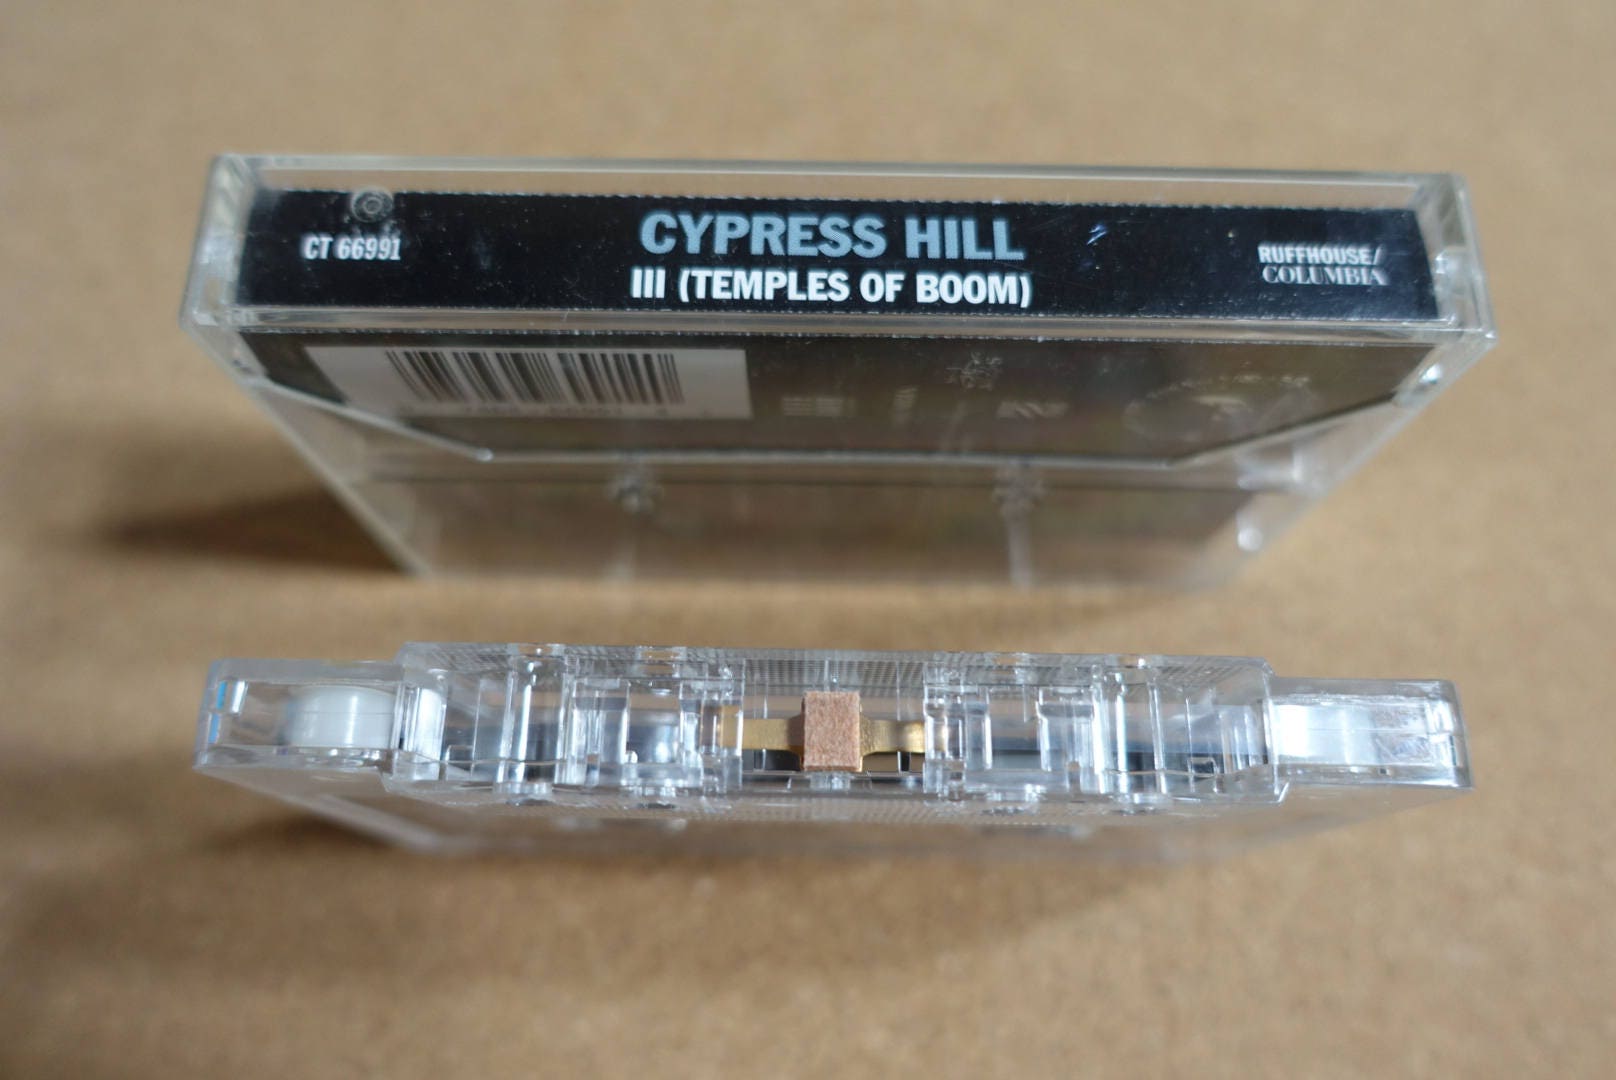 CT 66991
CYPRESS HILL
III (TEMPLES OF BOOM)
RUFFHOUSE/
COLUMBIA